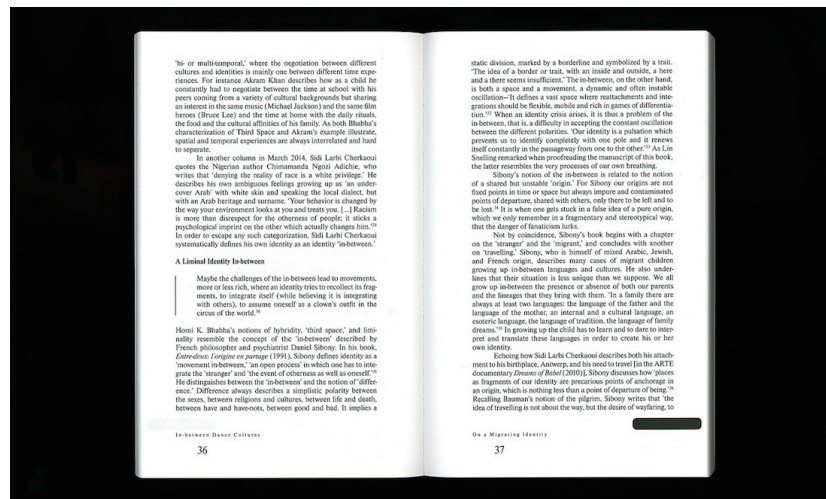 'bi- or multi-temporal,' where the negotiation between different
cultures and identities is mainly one between different time expe-
riences. For instance Akram Khan describes how as a child he
constantly had to negotiate between the time at school with his
peers coming from a variety of cultural backgrounds but sharing
an interest in the same music (Michael Jackson) and the same film
heroes (Bruce Lee) and the time at home with the daily rituals,
the food and the cultural affinities of his family. As both Bhabha's
characterization of Third Space and Akram's example illustrate,
spatial and temporal experiences are always interrelated and hard
to separate.
In another column in March 2014, Sidi Larbi Cherkaoui
quotes the Nigerian author Chimamanda Ngozi Adichie, who
writes that 'denying the reality of race is a white privilege.' He
describes his own ambiguous feelings growing up as 'an under-
cover Arab' with white skin and speaking the local dialect, but
with an Arab heritage and surname. 'Your behavior is changed by
the way your environment looks at you and treats you. [...] Racism
is more than disrespect for the otherness of people; it sticks a
psychological imprint on the other which actually changes him.'²⁹
In order to escape any such categorization, Sidi Larbi Cherkaoui
systematically defines his own identity as an identity 'in-between.'
A Liminal Identity In-between
Maybe the challenges of the in-between lead to movements,
more or less rich, where an identity tries to recollect its frag-
ments, to integrate itself (while believing it is integrating
with others), to assume oneself as a clown's outfit in the
circus of the world.³⁰
Homi K. Bhabha's notions of hybridity, 'third space,' and limi-
nality resemble the concept of the 'in-between' described by
French philosopher and psychiatrist Daniel Sibony. In his book,
Entre-deux: l'origine en partage (1991), Sibony defines identity as a
'movement in-between,' 'an open process' in which one has to inte-
grate the 'stranger' and 'the event of otherness as well as oneself.'³¹
He distinguishes between the 'in-between' and the notion of 'differ-
ence.' Difference always describes a simplistic polarity between
the sexes, between religions and cultures, between life and death,
between have and have-nots, between good and bad. It implies a
In-between Dance Cultures
36
static division, marked by a borderline and symbolized by a trait.
'The idea of a border or trait, with an inside and outside, a here
and a there seems insufficient.' The in-between, on the other hand,
is both a space and a movement, a dynamic and often instable
oscillation–'It defines a vast space where reattachments and inte-
grations should be flexible, mobile and rich in games of differentia-
tion.'³² When an identity crisis arises, it is thus a problem of the
in-between, that is, a difficulty in accepting the constant oscillation
between the different polarities. 'Our identity is a pulsation which
prevents us to identify completely with one pole and it renews
itself constantly in the passageway from one to the other.'³³ As Lin
Snelling remarked when proofreading the manuscript of this book,
the latter resembles the very processes of our own breathing.
Sibony's notion of the in-between is related to the notion
of a shared but unstable 'origin.' For Sibony our origins are not
fixed points in time or space but always impure and contaminated
points of departure, shared with others, only there to be left and to
be lost.³⁴ It is when one gets stuck in a false idea of a pure origin,
which we only remember in a fragmentary and stereotypical way,
that the danger of fanaticism lurks.
Not by coincidence, Sibony's book begins with a chapter
on the 'stranger' and the 'migrant,' and concludes with another
on 'travelling.' Sibony, who is himself of mixed Arabic, Jewish,
and French origin, describes many cases of migrant children
growing up in-between languages and cultures. He also under-
lines that their situation is less unique than we suppose. We all
grow up in-between the presence or absence of both our parents
and the lineages that they bring with them. 'In a family there are
always at least two languages: the language of the father and the
language of the mother, an internal and a cultural language, an
esoteric language, the language of tradition, the language of family
dreams.'³⁵ In growing up the child has to learn and to dare to inter-
pret and translate these languages in order to create his or her
own identity.
Echoing how Sidi Larbi Cherkaoui describes both his attach-
ment to his birthplace, Antwerp, and his need to travel [in the ARTE
documentary Dreams of Babel (2010)], Sibony discusses how 'places
as fragments of our identity are precarious points of anchorage in
an origin, which is nothing less than a point of departure of being.'³⁶
Recalling Bauman's notion of the pilgrim, Sibony writes that 'the
idea of travelling is not about the way, but the desire of wayfaring, to
On a Migrating Identity
37